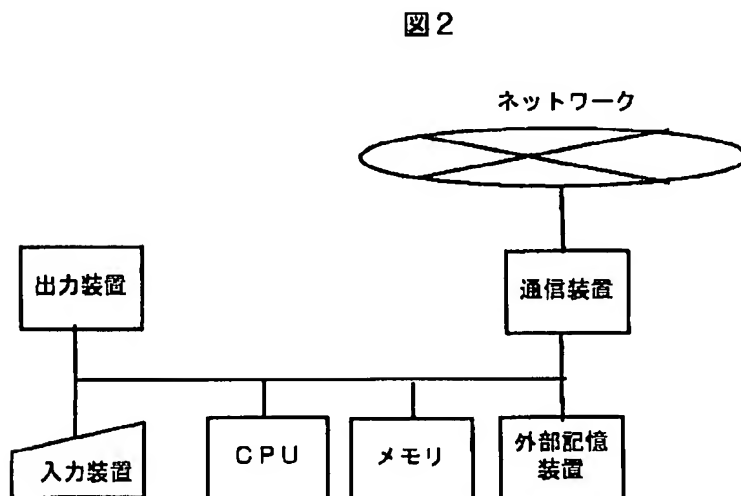 図2
ネットワーク
出力装置
通信装置
入力装置
CPU
メモリ
外部記憶
装置